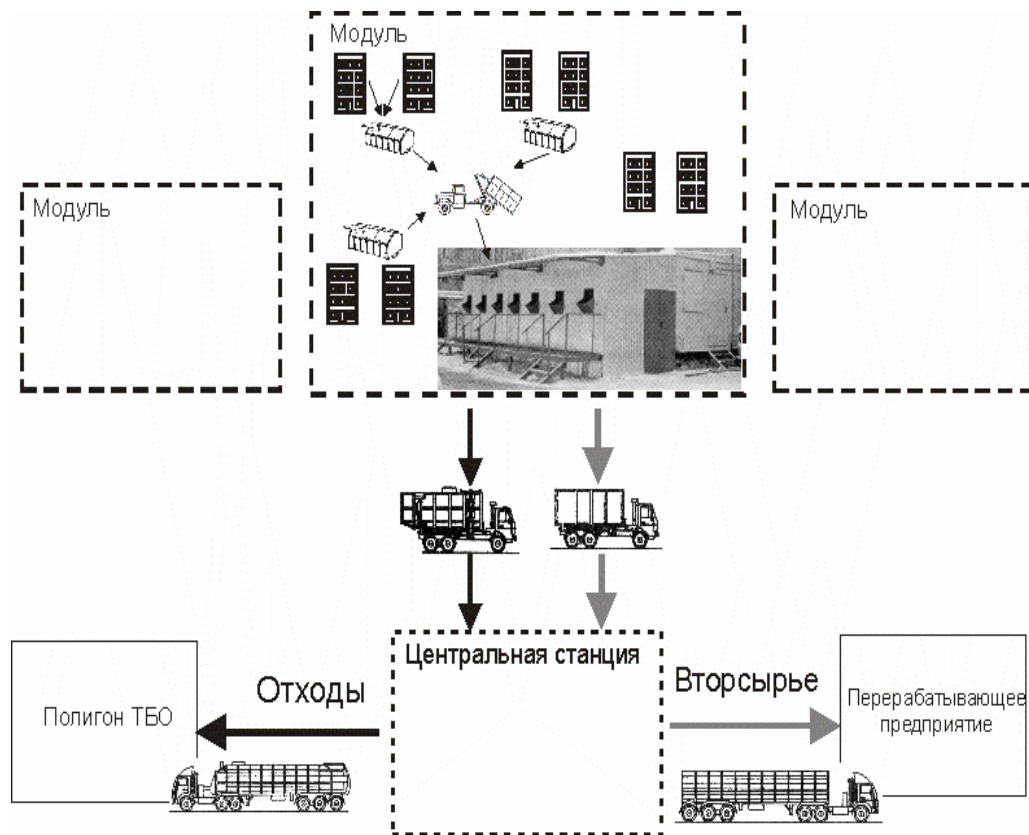 Модуль
Модуль
Модуль
Центральная станция
Отходы
Вторсырье
Полигон ТБО
Перерабатывающее
предприятие